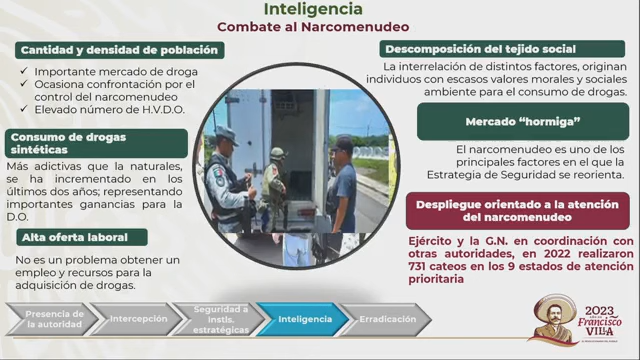 Inteligencia
Combate al Narcomenudeo
Cantidad y densidad de población
✓ Importante mercado de droga
✓ Ocasiona confrontación por el
control del narcomenudeo
✓ Elevado número de H.V.D.O.
Consumo de drogas
sintéticas
Más adictivas que la naturales,
se ha incrementado en los
últimos dos años; representando
importantes ganancias para la
D.O.
Alta oferta laboral
No es un problema obtener un
empleo y recursos para la
adquisición de drogas.
Descomposición del tejido social
La interrelación de distintos factores, originan
individuos con escasos valores morales y sociales
ambiente para el consumo de drogas.
Mercado “hormiga”
El narcomenudeo es uno de los
principales factores en el que la
Estrategia de Seguridad se reorienta.
Despliegue orientado a la atención
del narcomenudeo
Ejército y la G.N. en coordinación con
otras autoridades, en 2022 realizaron
731 cateos en los 9 estados de atención
prioritaria
Presencia de
la autoridad
Intercepción
Seguridad a
Instls.
estratégicas
Inteligencia
Erradicación
2023
Francisco
VILLA